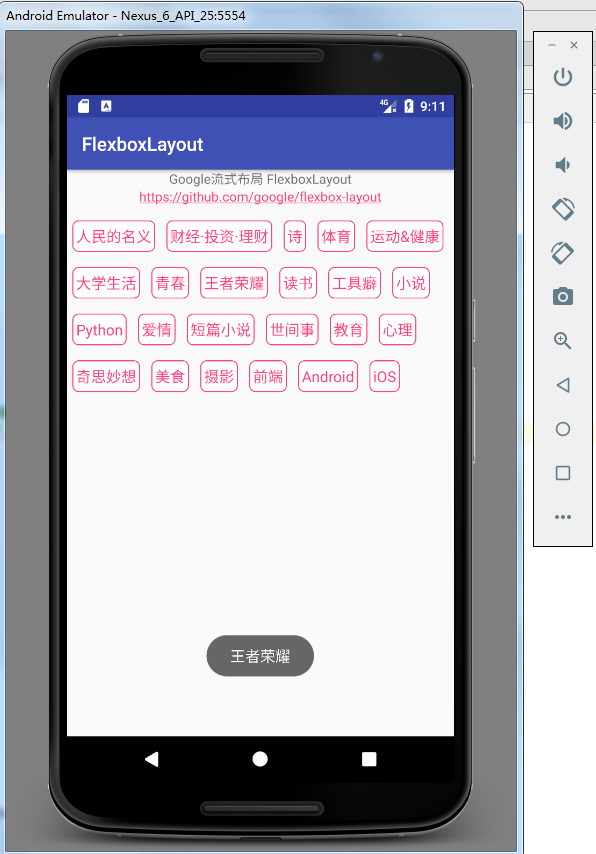 Android Emulator - Nexus_6_API_25:5554
4G 9:11
FlexboxLayout
Google流式布局 FlexboxLayout
https://github.com/google/flexbox-layout
人民的名义 财经·投资·理财 诗 体育 运动&健康
大学生活 青春 王者荣耀 读书 工具癖 小说
Python 爱情 短篇小说 世间事 教育 心理
奇思妙想 美食 摄影 前端 Android iOS
王者荣耀